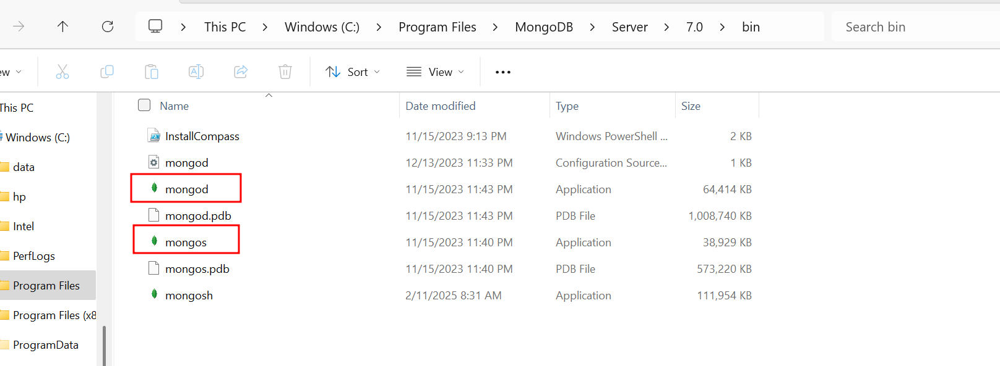 This PC > Windows (C:) > Program Files > MongoDB > Server > 7.0 > bin Search bin
ew Sort View
This PC
Windows (C:)
data
hp
Intel
PerfLogs
Program Files
Program Files (x8
ProgramData
Name Date modified Type Size
InstallCompass 11/15/2023 9:13 PM Windows PowerShell ... 2 KB
mongod 12/13/2023 11:33 PM Configuration Source... 1 KB
mongod 11/15/2023 11:43 PM Application 64,414 KB
mongod.pdb 11/15/2023 11:43 PM PDB File 1,008,740 KB
mongos 11/15/2023 11:40 PM Application 38,929 KB
mongos.pdb 11/15/2023 11:40 PM PDB File 573,220 KB
mongosh 2/11/2025 8:31 AM Application 111,954 KB